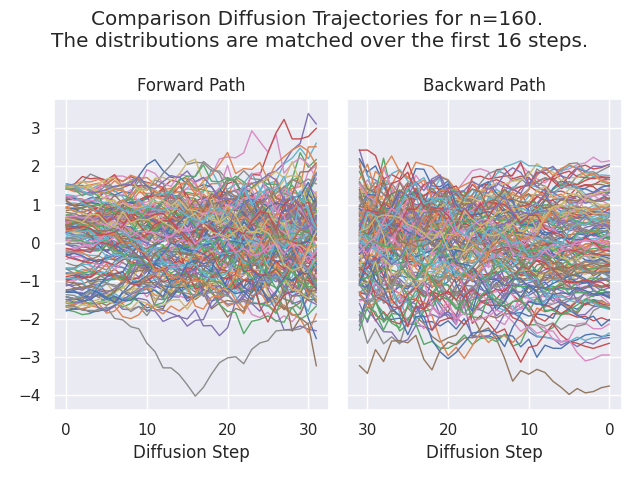 Comparison Diffusion Trajectories for n=160.
The distributions are matched over the first 16 steps.
Forward Path
Backward Path
3
2
1
0
−1
−2
−3
−4
0 10 20 30
30 20 10 0
Diffusion Step
Diffusion Step